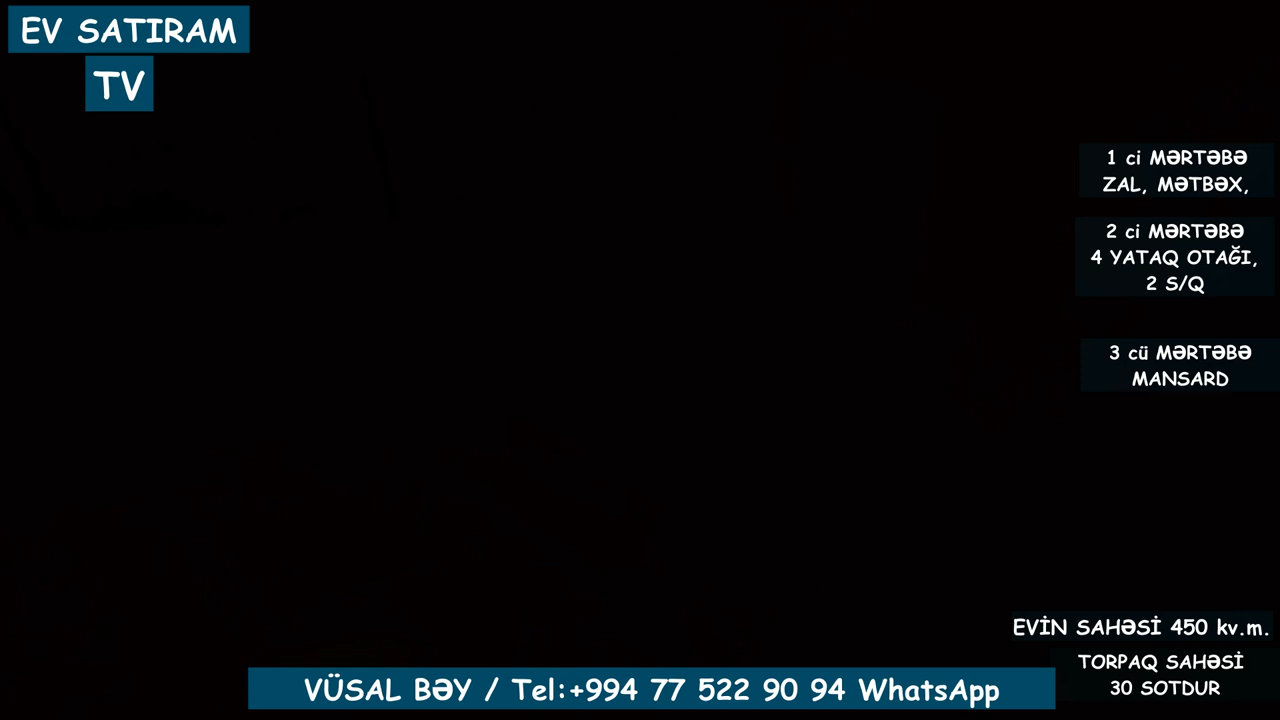 EV SATIRAM
TV
1 ci MƏRTƏBƏ
ZAL, MƏTBƏX,
2 ci MƏRTƏBƏ
4 YATAQ OTAĞI,
2 S/Q
3 cü MƏRTƏBƏ
MANSARD
EVİN SAHƏSİ 450 kv.m.
TORPAQ SAHƏSİ
30 SOTDUR
VÜSAL BƏY / Tel:+994 77 522 90 94 WhatsApp